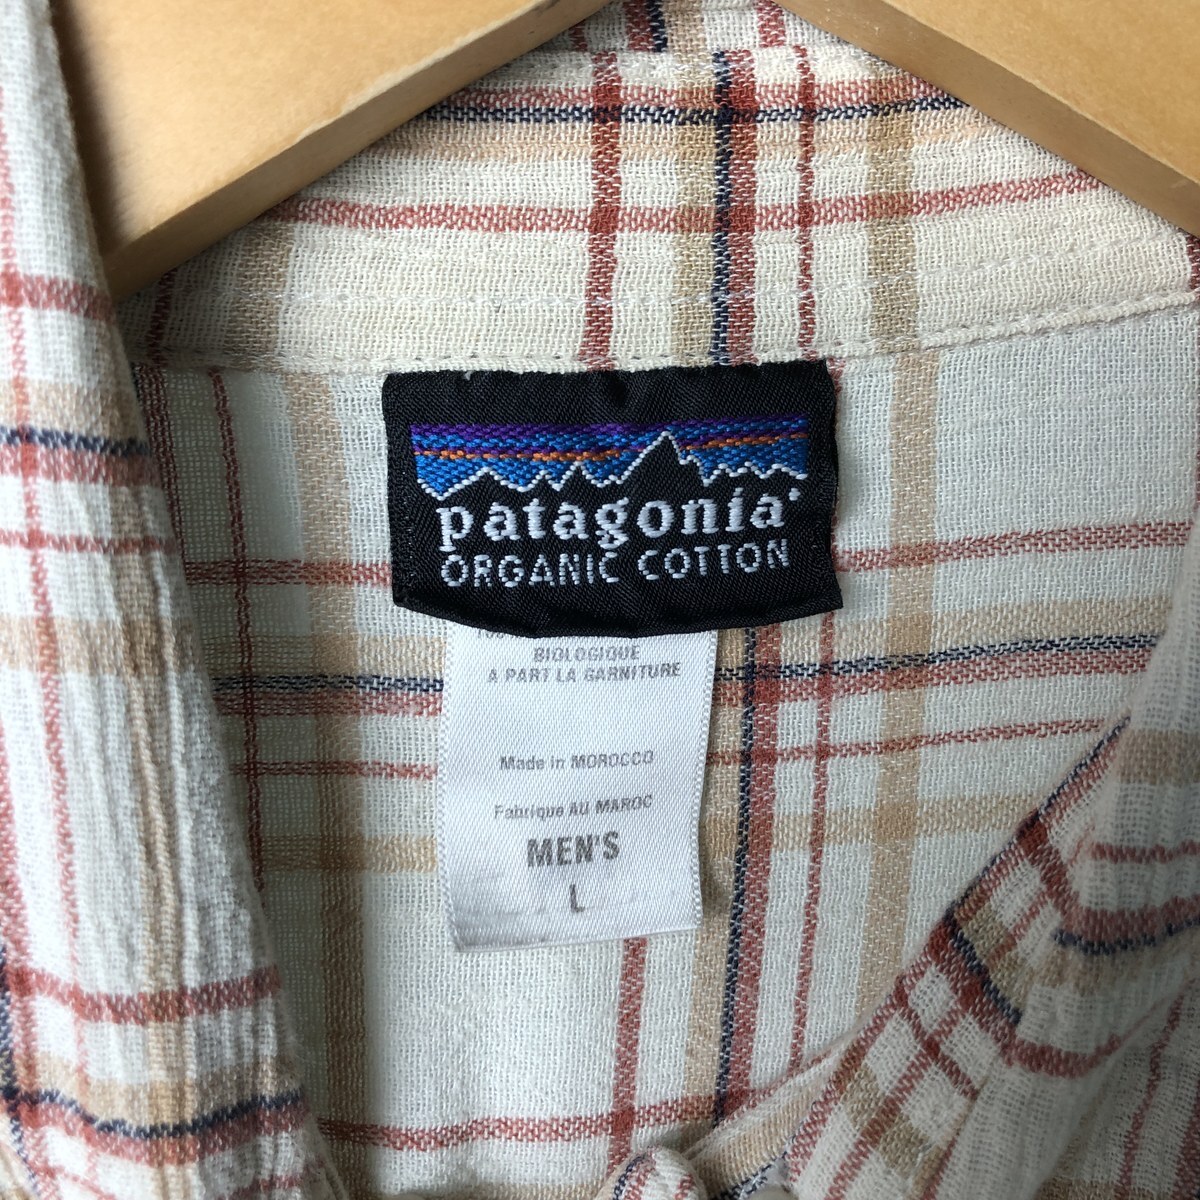 patagonia
ORGANIC COTTON
BIOLOGIQUE
A PART LA GARNITURE
Made in MOROCCO
Fabriqué AU MAROC
MEN'S
L